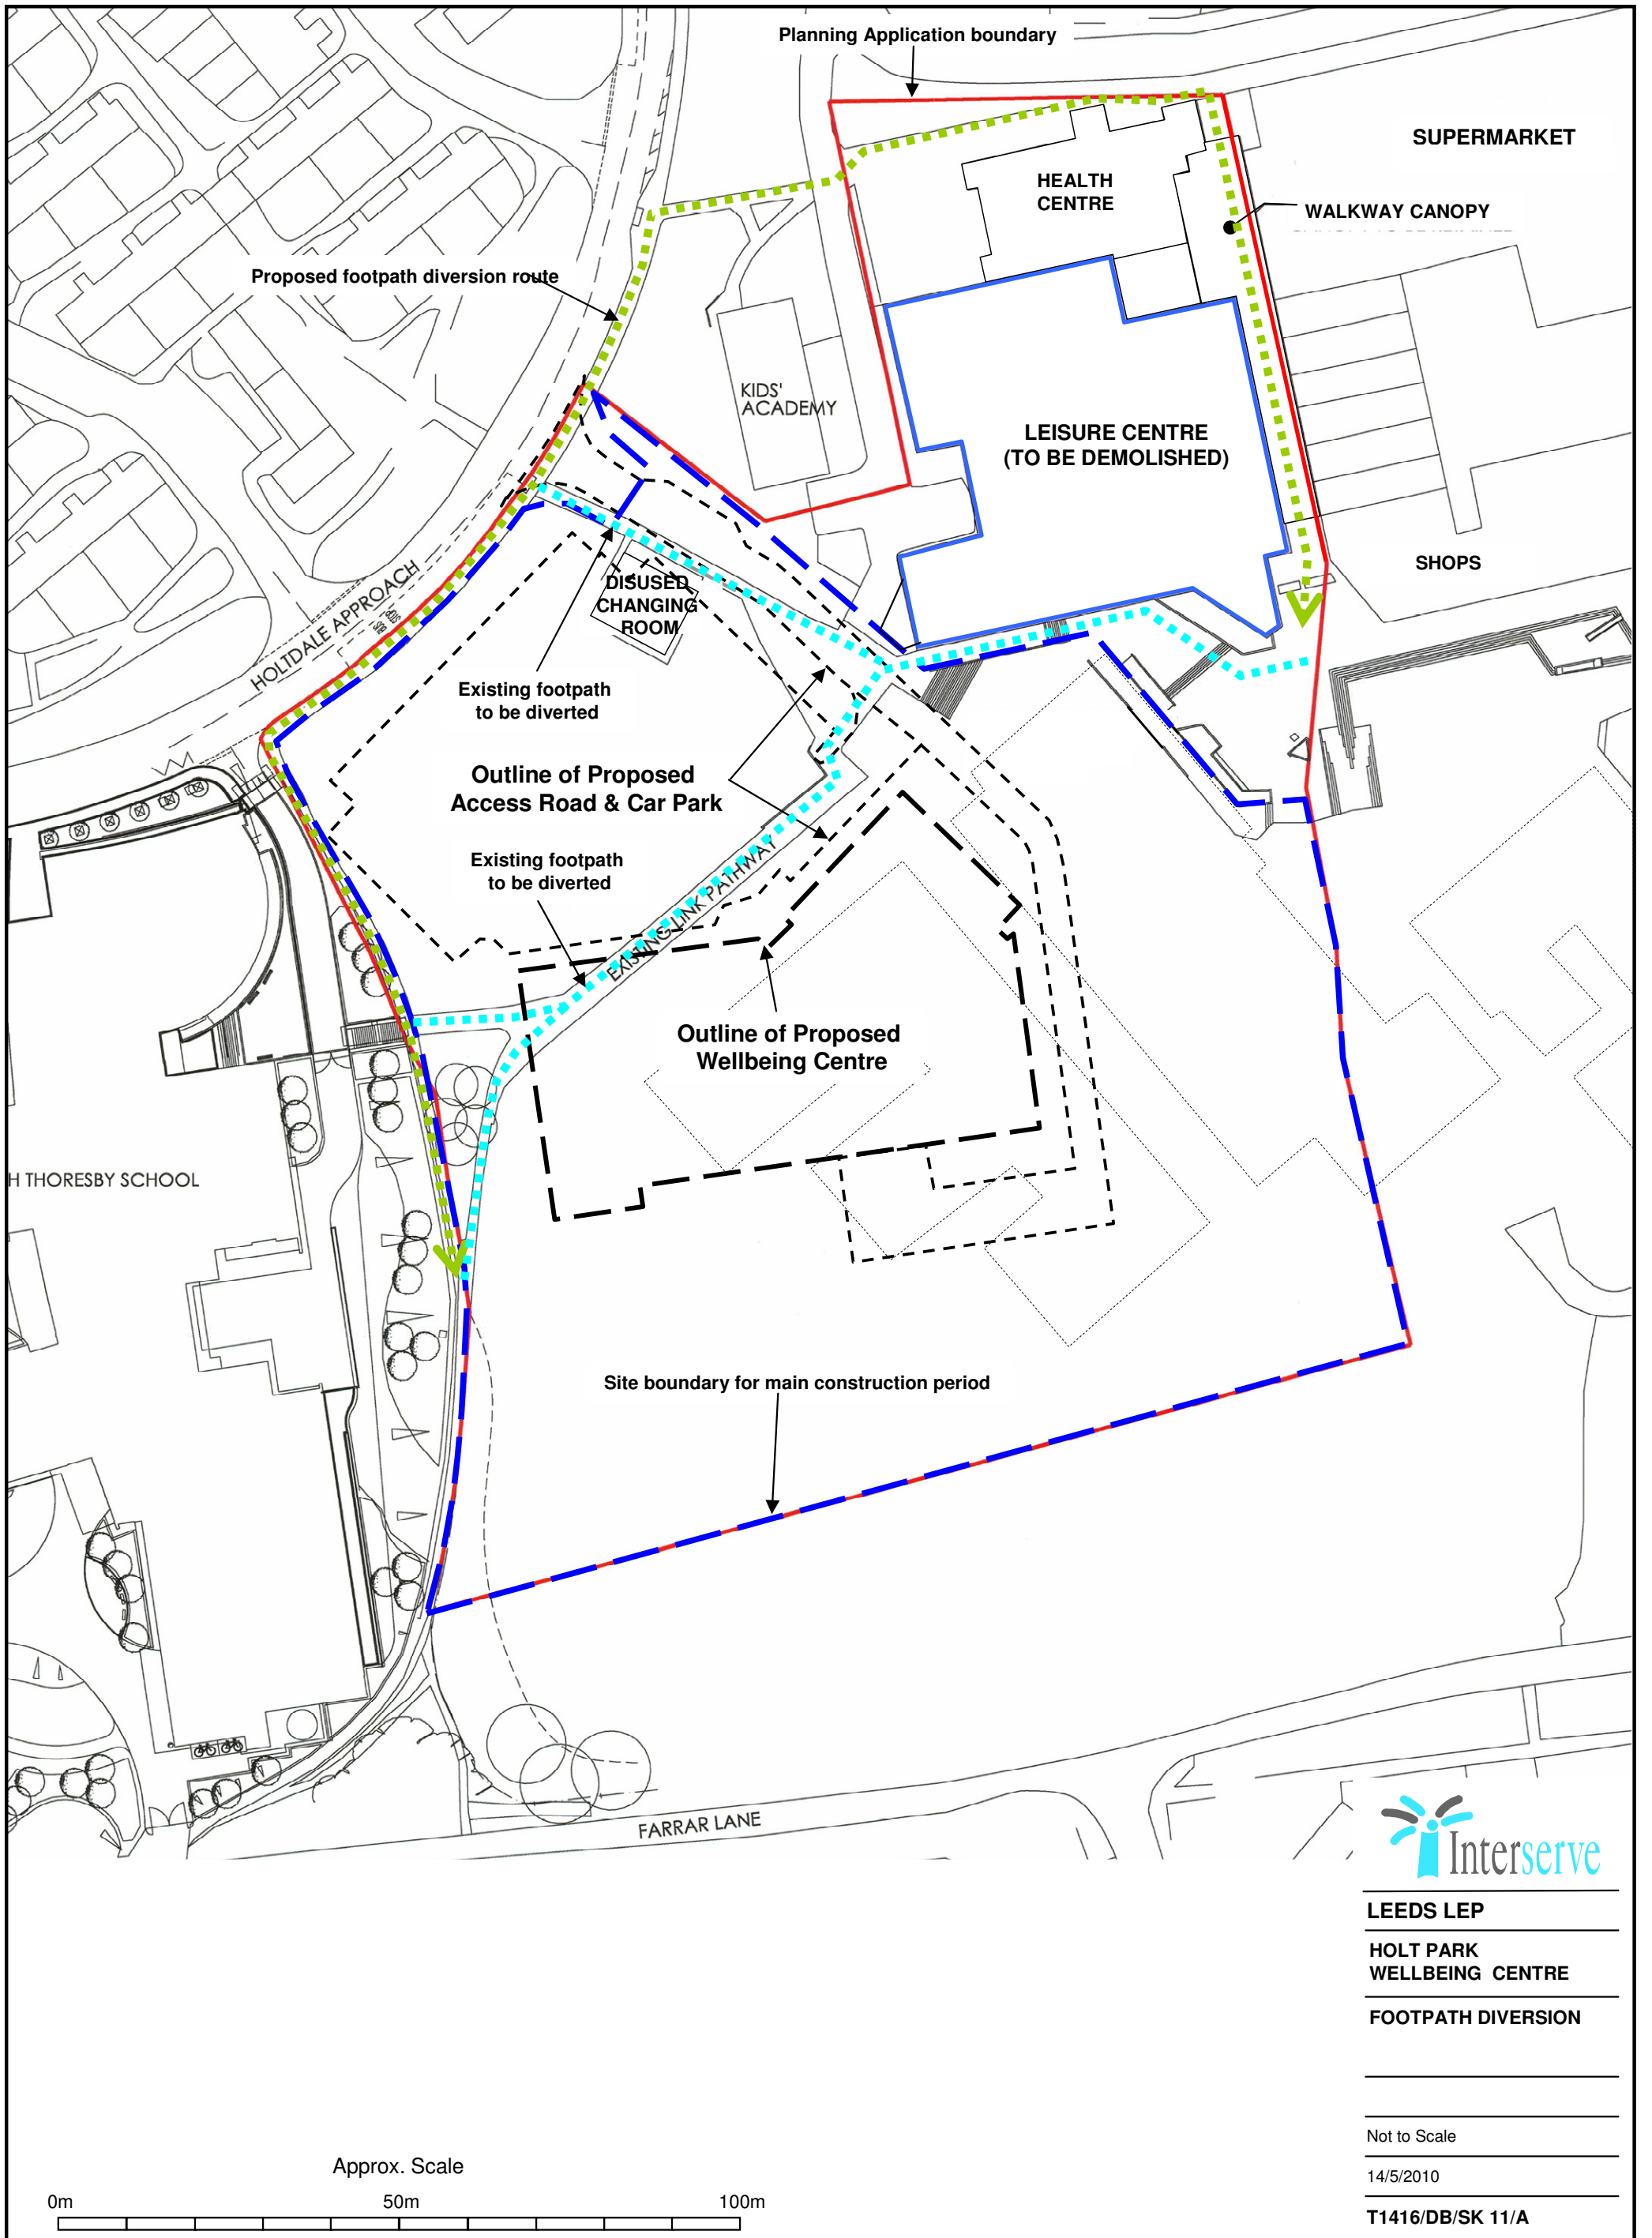 Planning Application boundary
SUPERMARKET
HEALTH
CENTRE
WALKWAY CANOPY
Proposed footpath diversion route
KIDS'
ACADEMY
LEISURE CENTRE
(TO BE DEMOLISHED)
SHOPS
HOLTDALE APPROACH
DISUSED
CHANGING
ROOM
Existing footpath
to be diverted
Outline of Proposed
Access Road & Car Park
Existing footpath
to be diverted
EXISTING LINK PATHWAY
Outline of Proposed
Wellbeing Centre
H THORESBY SCHOOL
Site boundary for main construction period
FARRAR LANE
Interserve
LEEDS LEP
HOLT PARK
WELLBEING CENTRE
FOOTPATH DIVERSION
Not to Scale
14/5/2010
T1416/DB/SK 11/A
Approx. Scale
0m 50m 100m